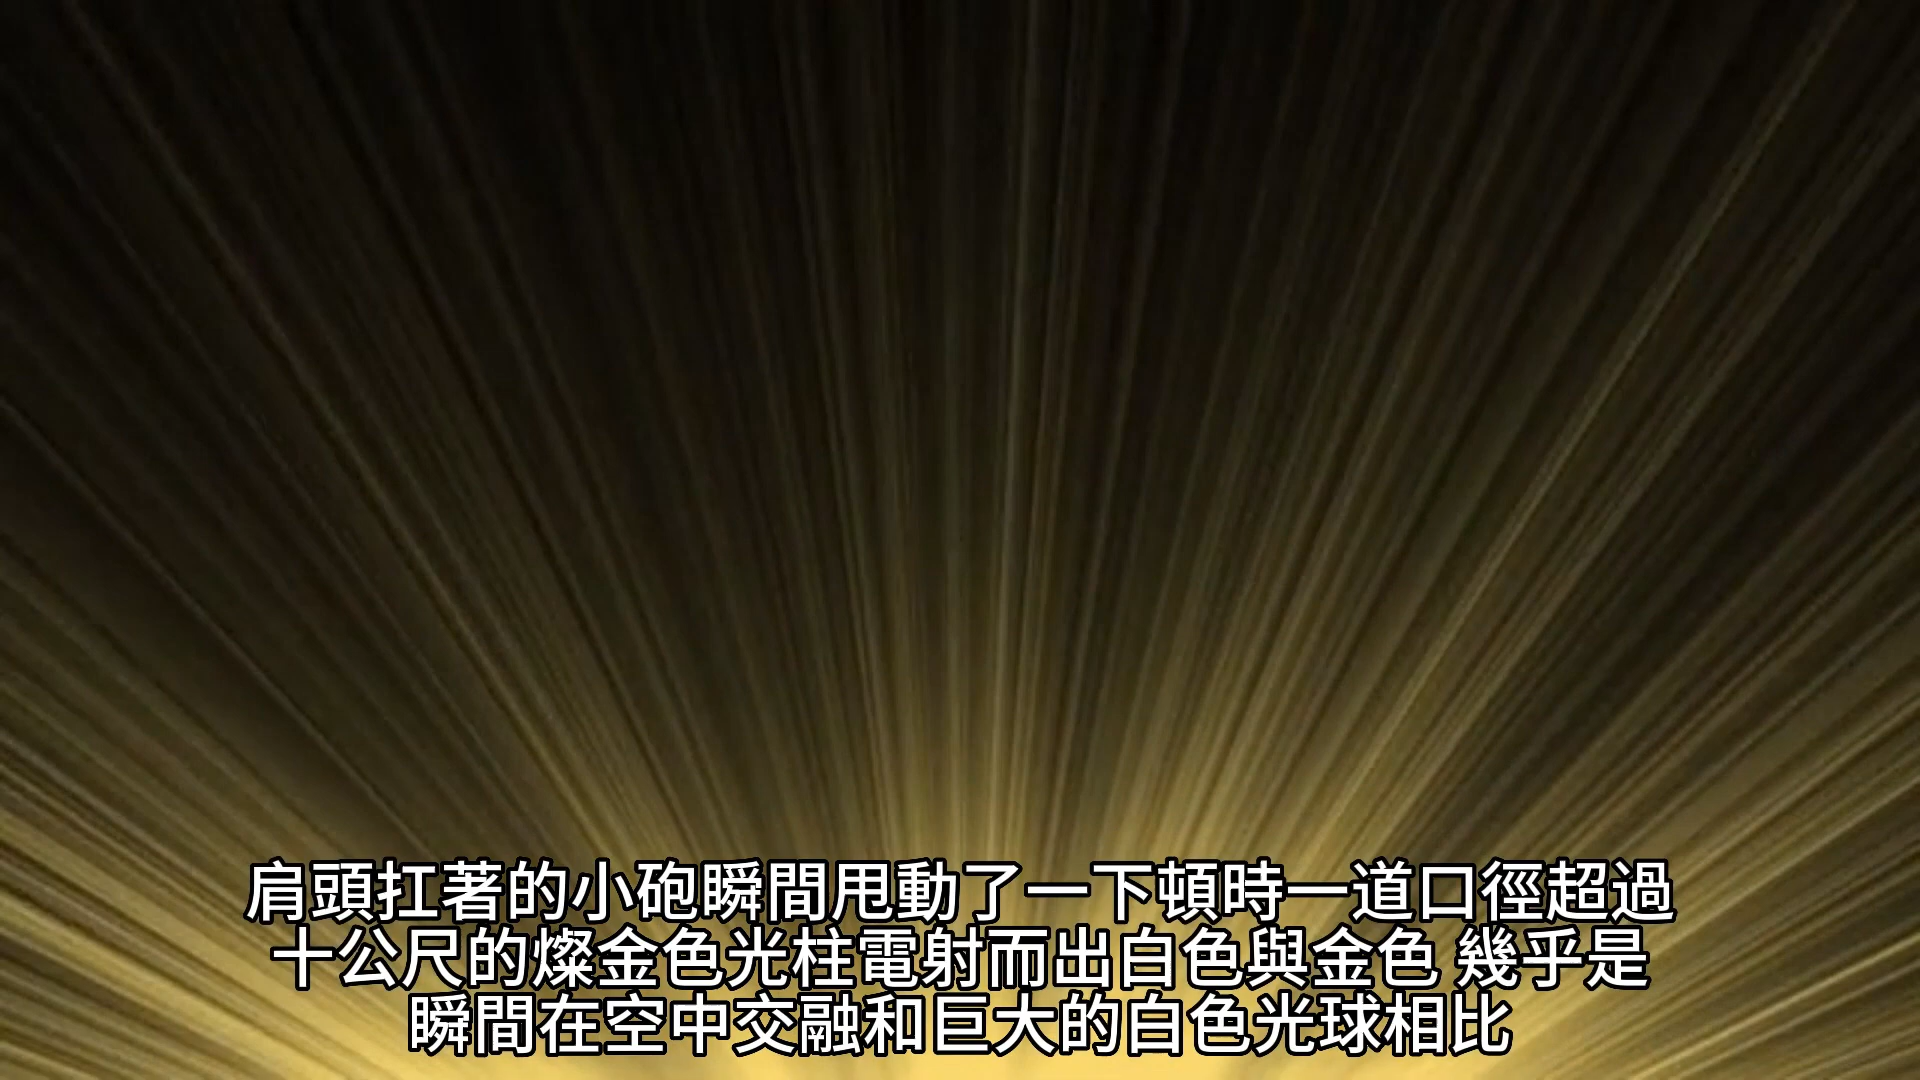 肩頭扛著的小砲瞬間甩動了一下頓時一道口徑超過
十公尺的燦金色光柱電射而出白色與金色 幾乎是
瞬間在空中交融和巨大的白色光球相比